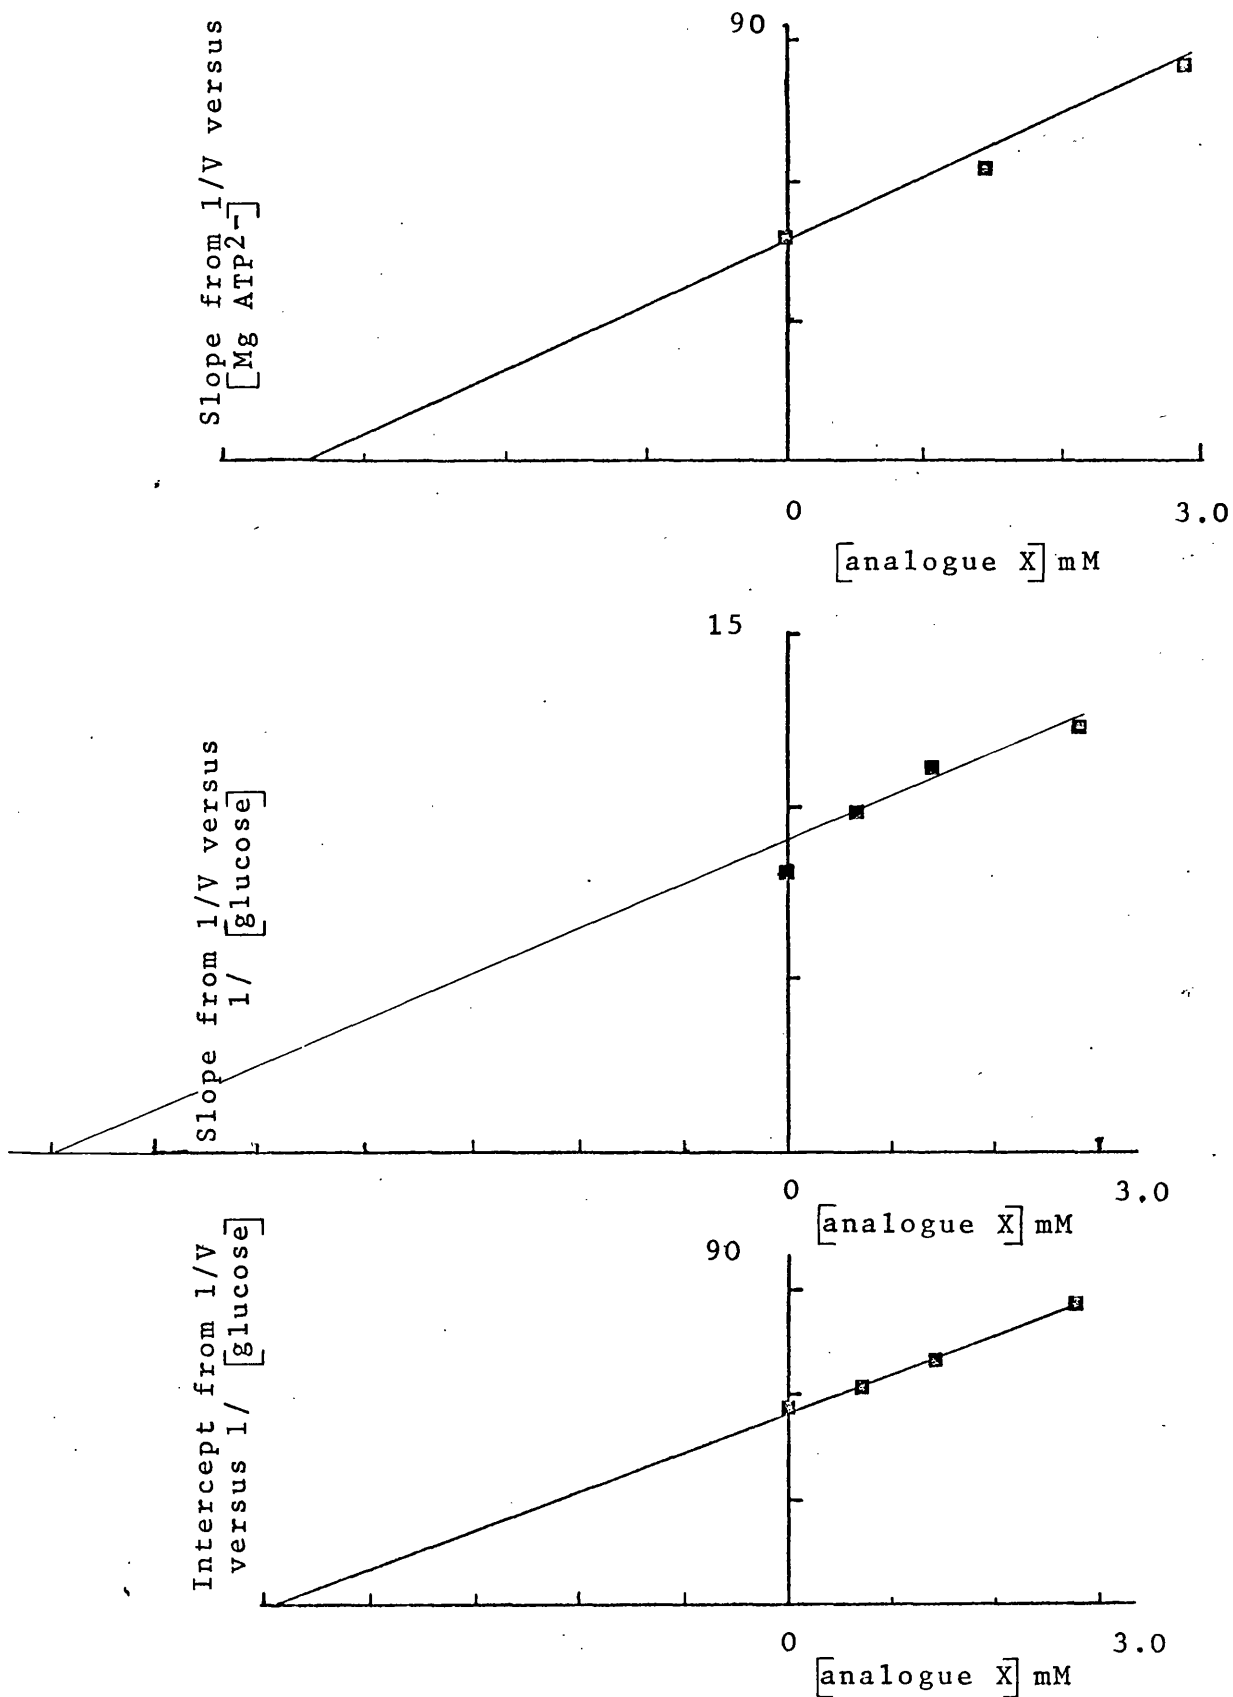 Slope from 1/V versus
[Mg ATP2-]
90
0
3.0
[analogue X] mM
Slope from 1/V versus
1/ [glucose]
15
0
3.0
[analogue X] mM
Intercept from 1/V
versus 1/ [glucose]
90
0
3.0
[analogue X] mM